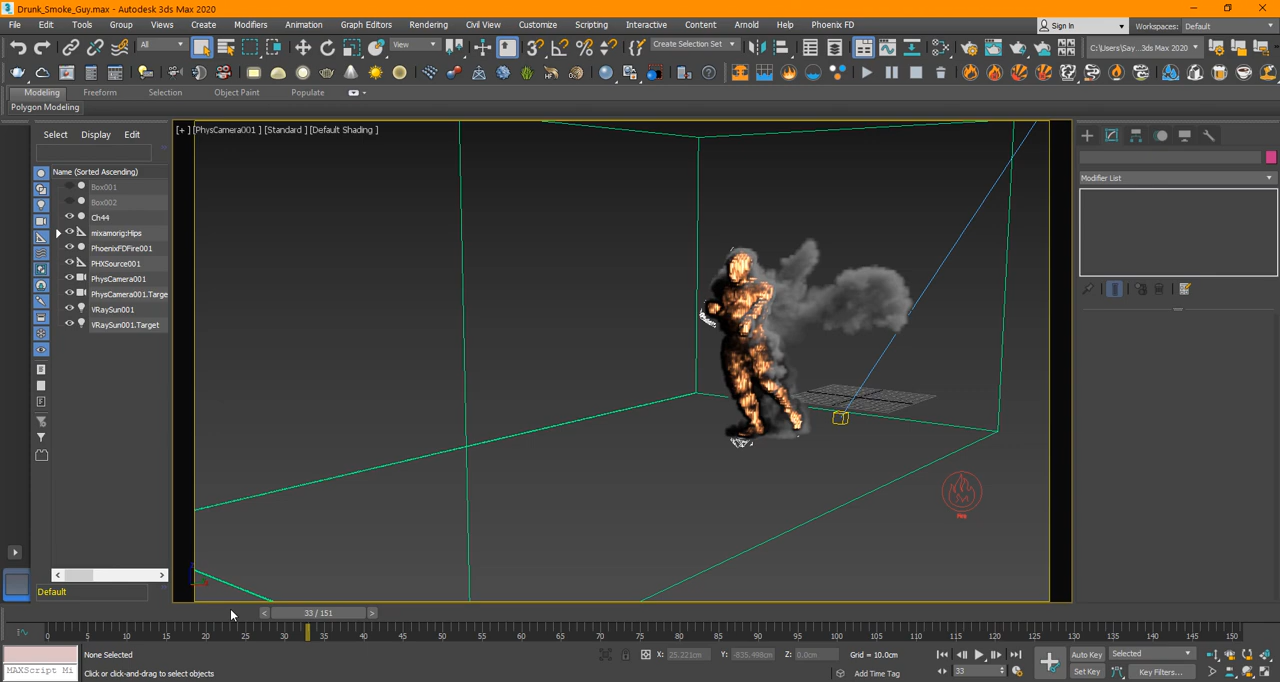 Drunk_Smoke_Guy.max - Autodesk 3ds Max 2020
File Edit Tools Group Views Create Modifiers Animation Graph Editors Rendering Civil View Customize Scripting Interactive Content Arnold Help Phoenix FD
Sign In Workspaces: Default
All View Create Selection Set C:\Users\Say...3ds Max 2020
Modeling Freeform Selection Object Paint Populate
Polygon Modeling
[+ ] [PhysCamera001 ] [Standard ] [Default Shading ]
Select Display Edit
Name (Sorted Ascending)
Box001
Box002
Ch44
mixamorig:Hips
PhoenixFDFire001
PHXSource001
PhysCamera001
PhysCamera001.Targe
VRaySun001
VRaySun001.Target
Modifier List
Default
33 / 151
0 5 10 15 20 25 30 35 40 45 50 55 60 65 70 75 80 85 90 95 100 105 110 115 120 125 130 135 140 145 150
None Selected
X: 25.221cm Y: -835.498cm Z: 0.0cm Grid = 10.0cm
Auto Key Selected
MAXScript Mi
Click or click-and-drag to select objects
Add Time Tag
33
Set Key Key Filters...